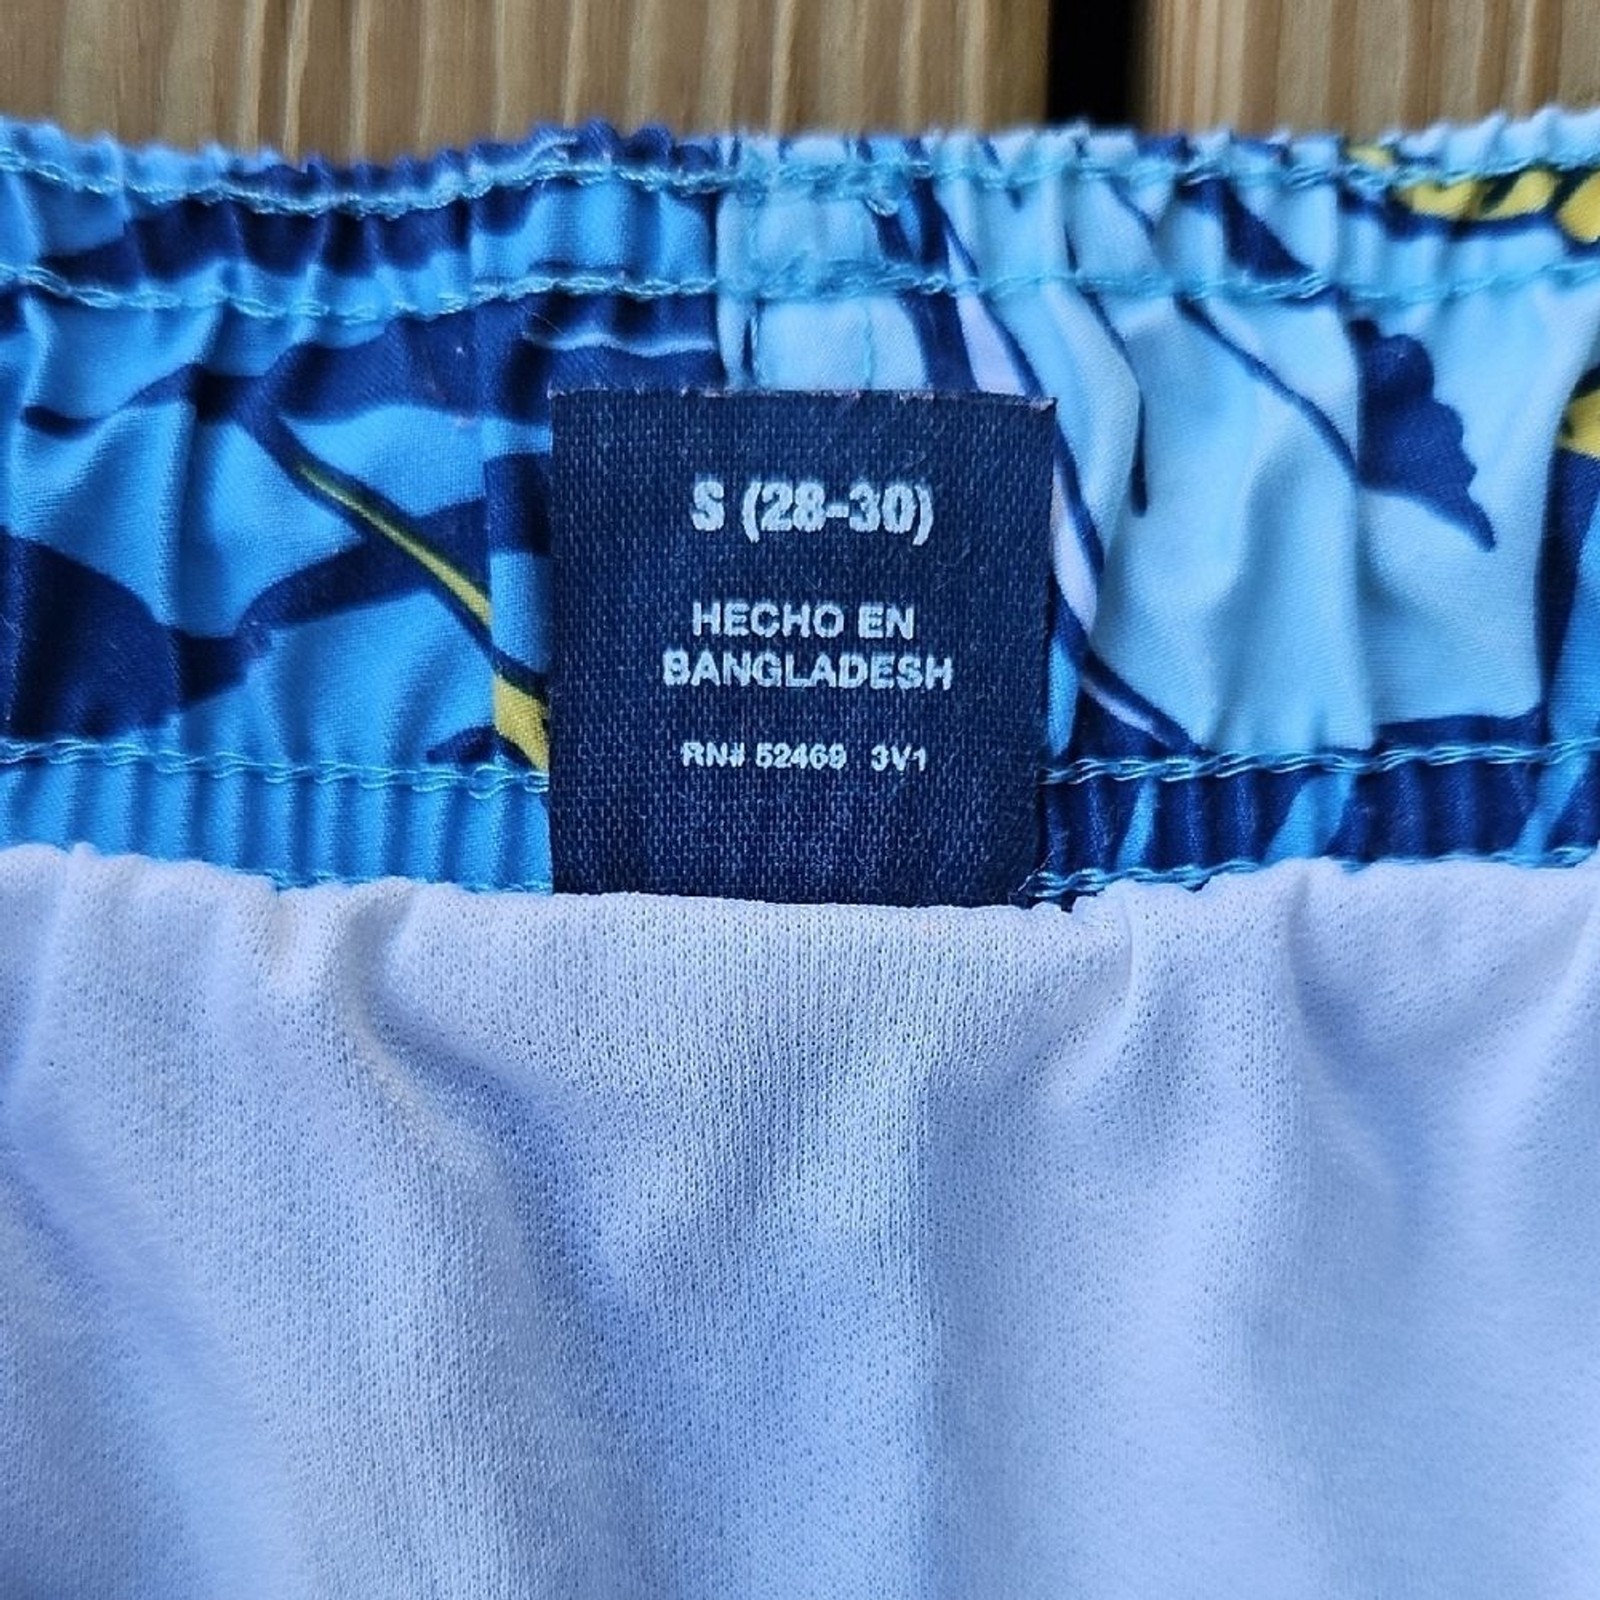 S (28-30)
HECHO EN
BANGLADESH
RN# 52469 3V1